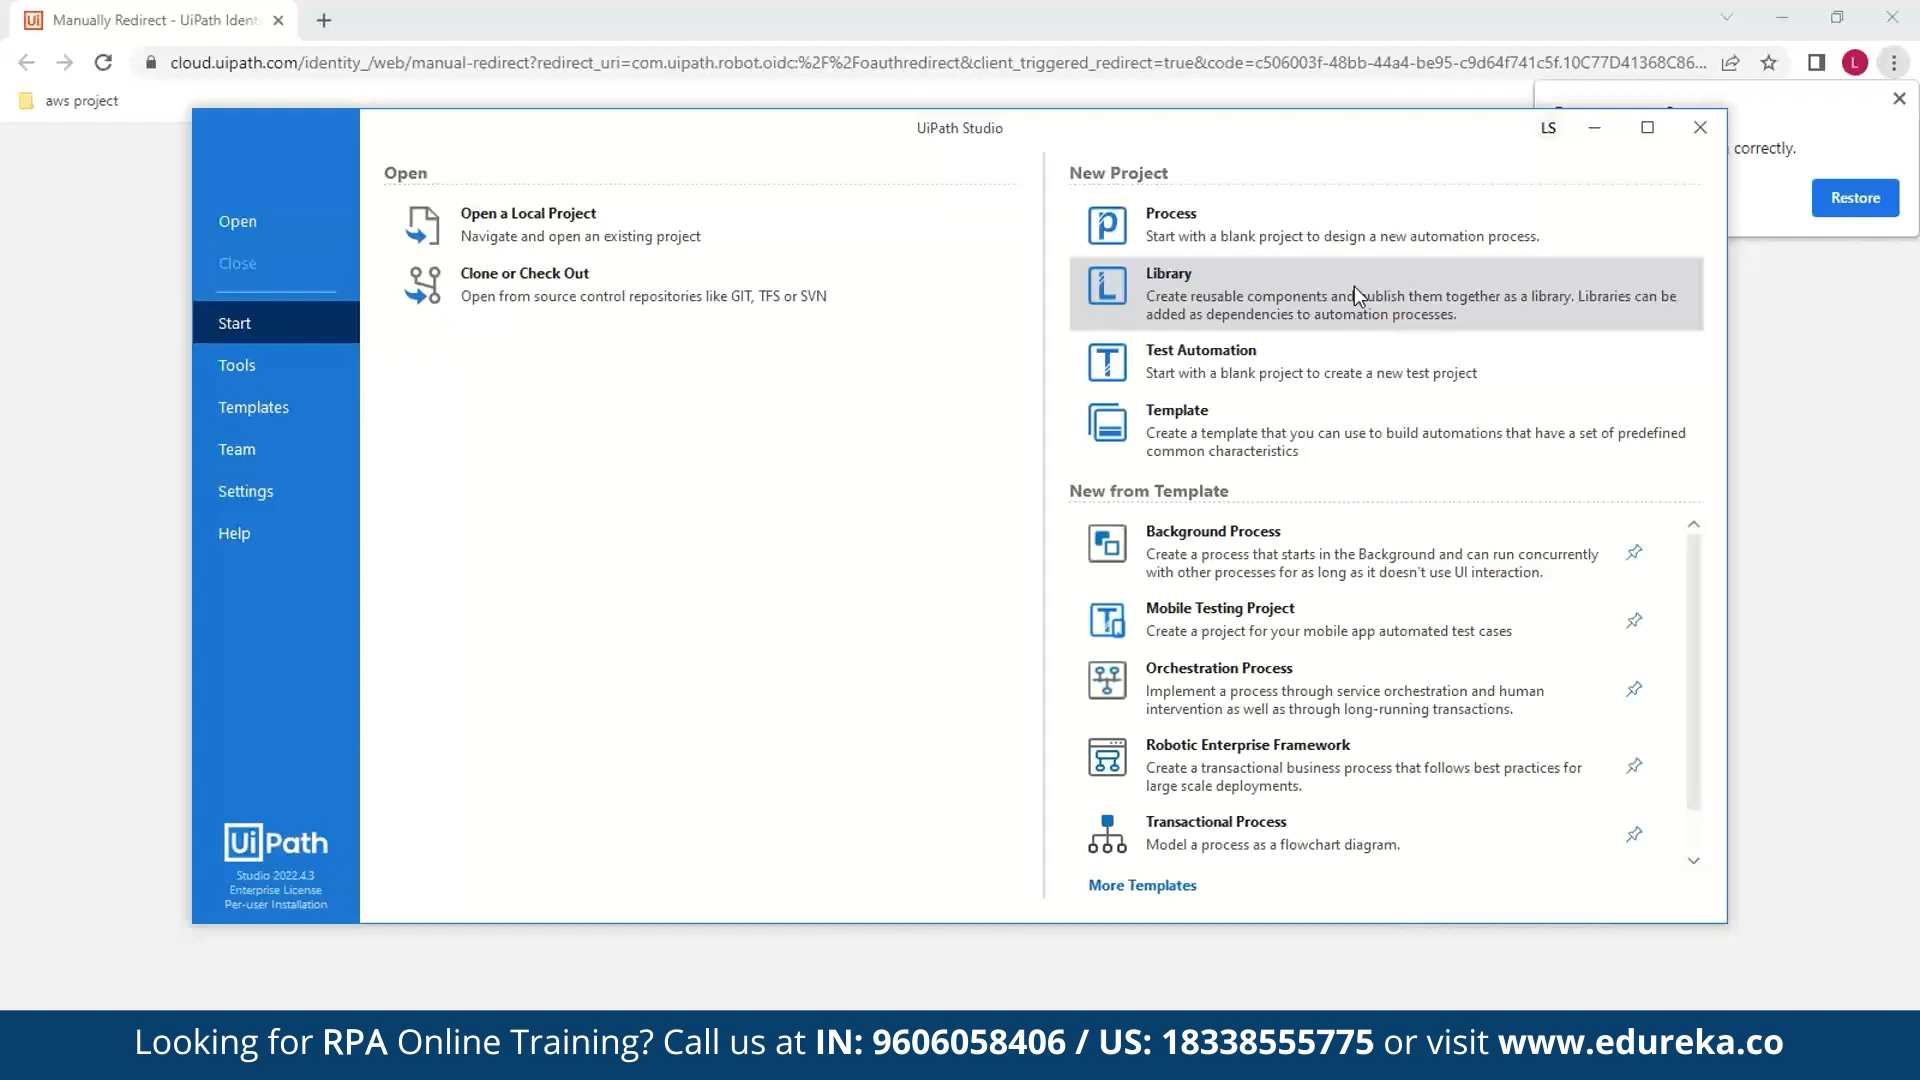 Manually Redirect - UiPath Ident
cloud.uipath.com/identity_/web/manual-redirect?redirect_uri=com.uipath.robot.oidc:%2F%2Foauthredirect&client_triggered_redirect=true&code=c506003f-48bb-44a4-be95-c9d64f741c5f.10C77D41368C86...
L
aws project
UiPath Studio
LS
correctly.
Restore
Open
Close
Start
Tools
Templates
Team
Settings
Help
UiPath
Studio 2022.4.3
Enterprise License
Per-user Installation
Open
Open a Local Project
Navigate and open an existing project
Clone or Check Out
Open from source control repositories like GIT, TFS or SVN
New Project
Process
Start with a blank project to design a new automation process.
Library
Create reusable components and publish them together as a library. Libraries can be
added as dependencies to automation processes.
Test Automation
Start with a blank project to create a new test project
Template
Create a template that you can use to build automations that have a set of predefined
common characteristics
New from Template
Background Process
Create a process that starts in the Background and can run concurrently
with other processes for as long as it doesn't use UI interaction.
Mobile Testing Project
Create a project for your mobile app automated test cases
Orchestration Process
Implement a process through service orchestration and human
intervention as well as through long-running transactions.
Robotic Enterprise Framework
Create a transactional business process that follows best practices for
large scale deployments.
Transactional Process
Model a process as a flowchart diagram.
More Templates
Looking for RPA Online Training? Call us at IN: 9606058406 / US: 18338555775 or visit www.edureka.co